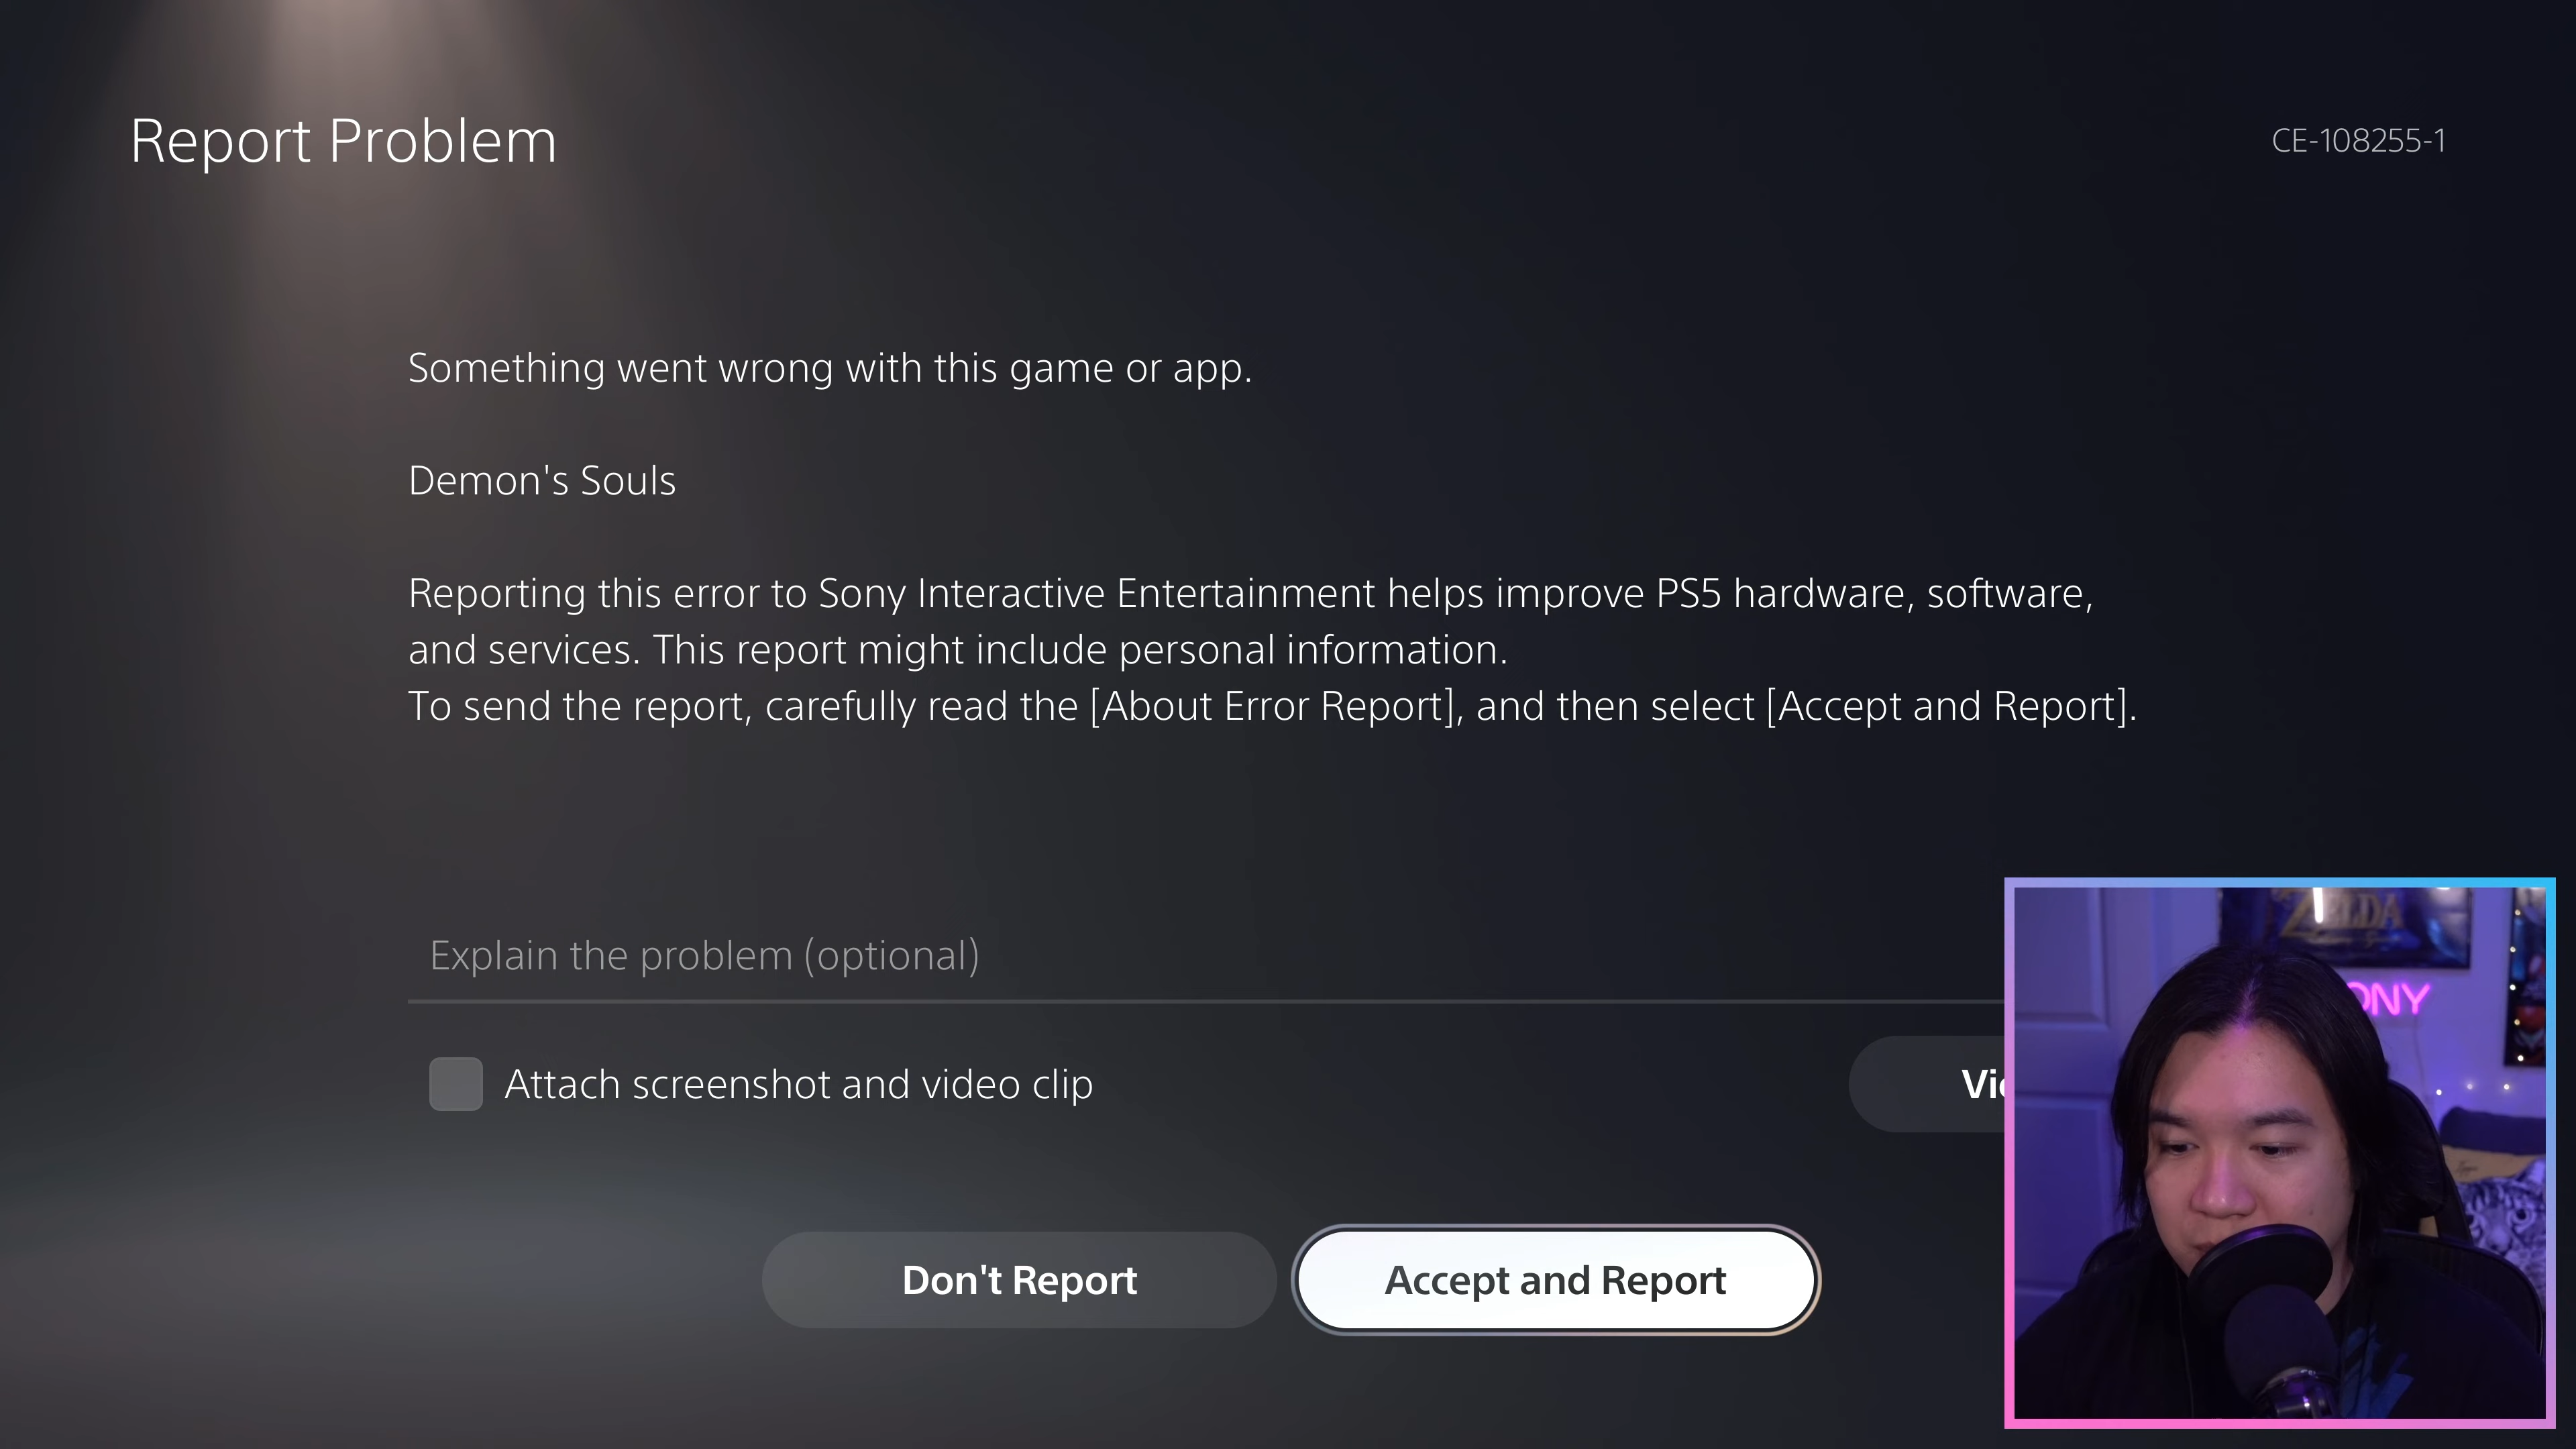 Report Problem
CE-108255-1
Something went wrong with this game or app.
Demon's Souls
Reporting this error to Sony Interactive Entertainment helps improve PS5 hardware, software,
and services. This report might include personal information.
To send the report, carefully read the [About Error Report], and then select [Accept and Report].
Explain the problem (optional)
ZELDA
ONY
Attach screenshot and video clip
Don't Report
Accept and Report